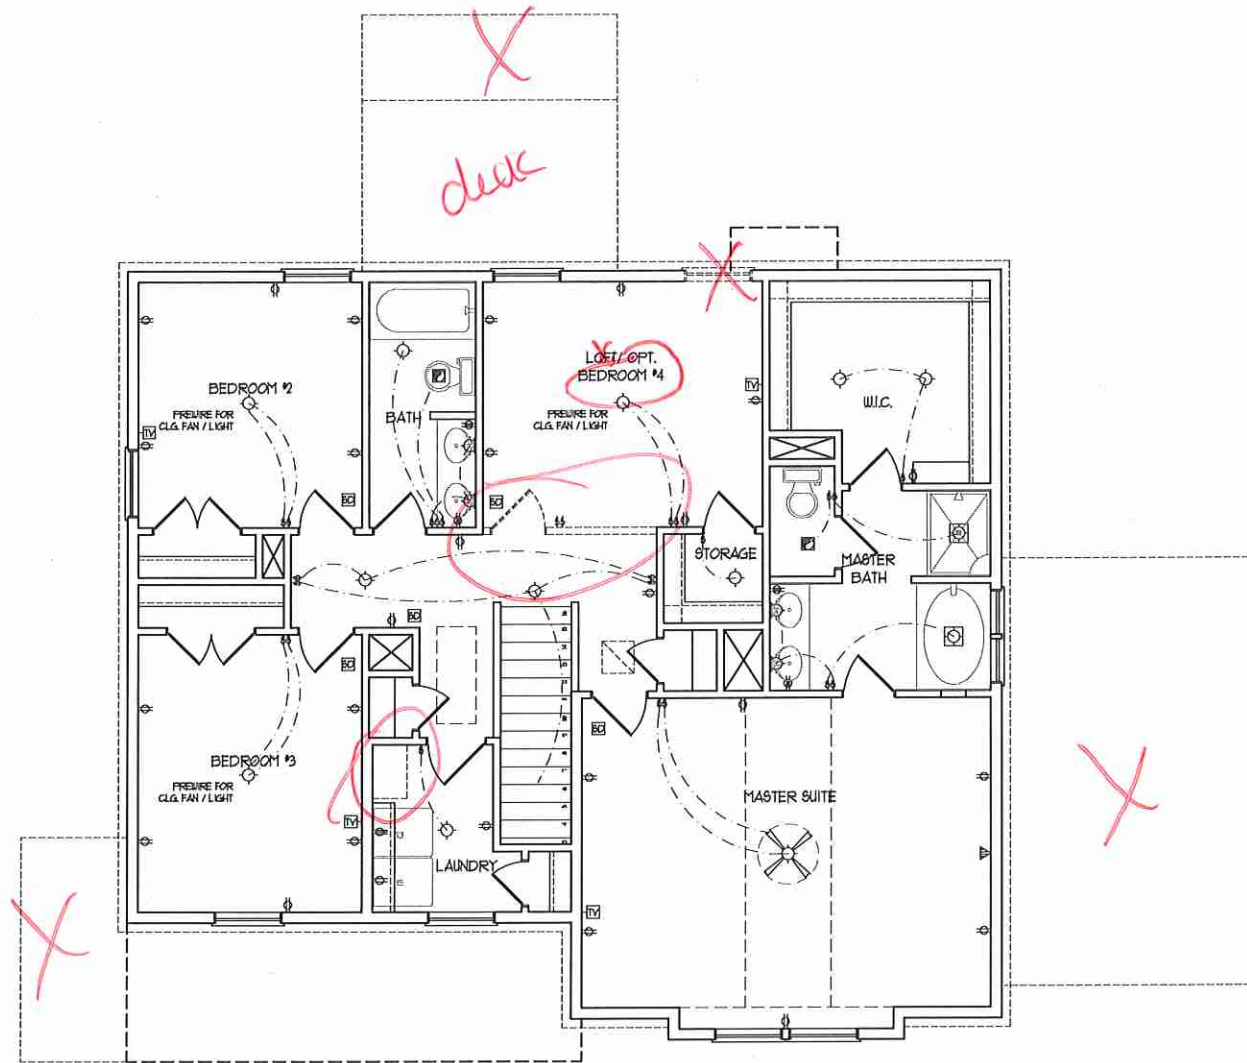 deck
LOFT/ OPT.
BEDROOM #4
PREWIRE FOR
CLG. FAN / LIGHT
TV
SD
BEDROOM #2
PREWIRE FOR
CLG. FAN / LIGHT
TV
SD
BATH
W.I.C.
STORAGE
MASTER
BATH
SD
SD
BEDROOM #3
PREWIRE FOR
CLG. FAN / LIGHT
TV
LAUNDRY
SD
MASTER SUITE
TV